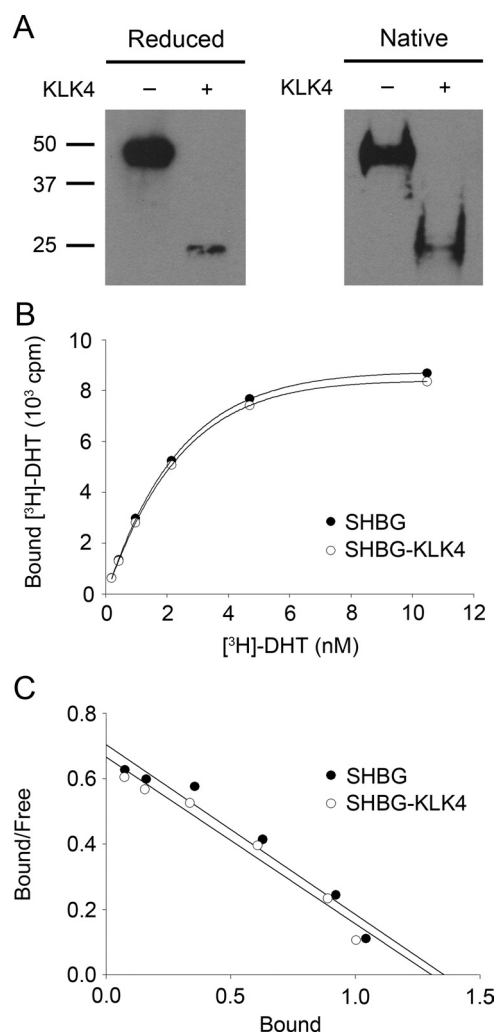 A
Reduced
Native
KLK4 – +
KLK4 – +
50
37
25
B
Bound [³H]-DHT (10³ cpm)
10
8
6
4
2
0
SHBG
SHBG-KLK4
0 2 4 6 8 10 12
[³H]-DHT (nM)
C
Bound/Free
0.8
0.6
0.4
0.2
0.0
SHBG
SHBG-KLK4
0.0 0.5 1.0 1.5
Bound